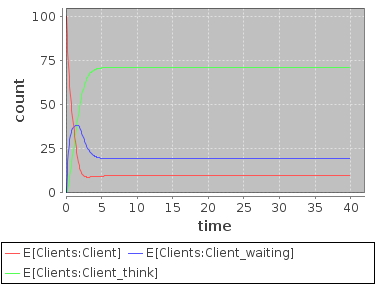 100
75
50
25
0
count
0 5 10 15 20 25 30 35 40
time
E[Clients:Client] E[Clients:Client_waiting]
E[Clients:Client_think]